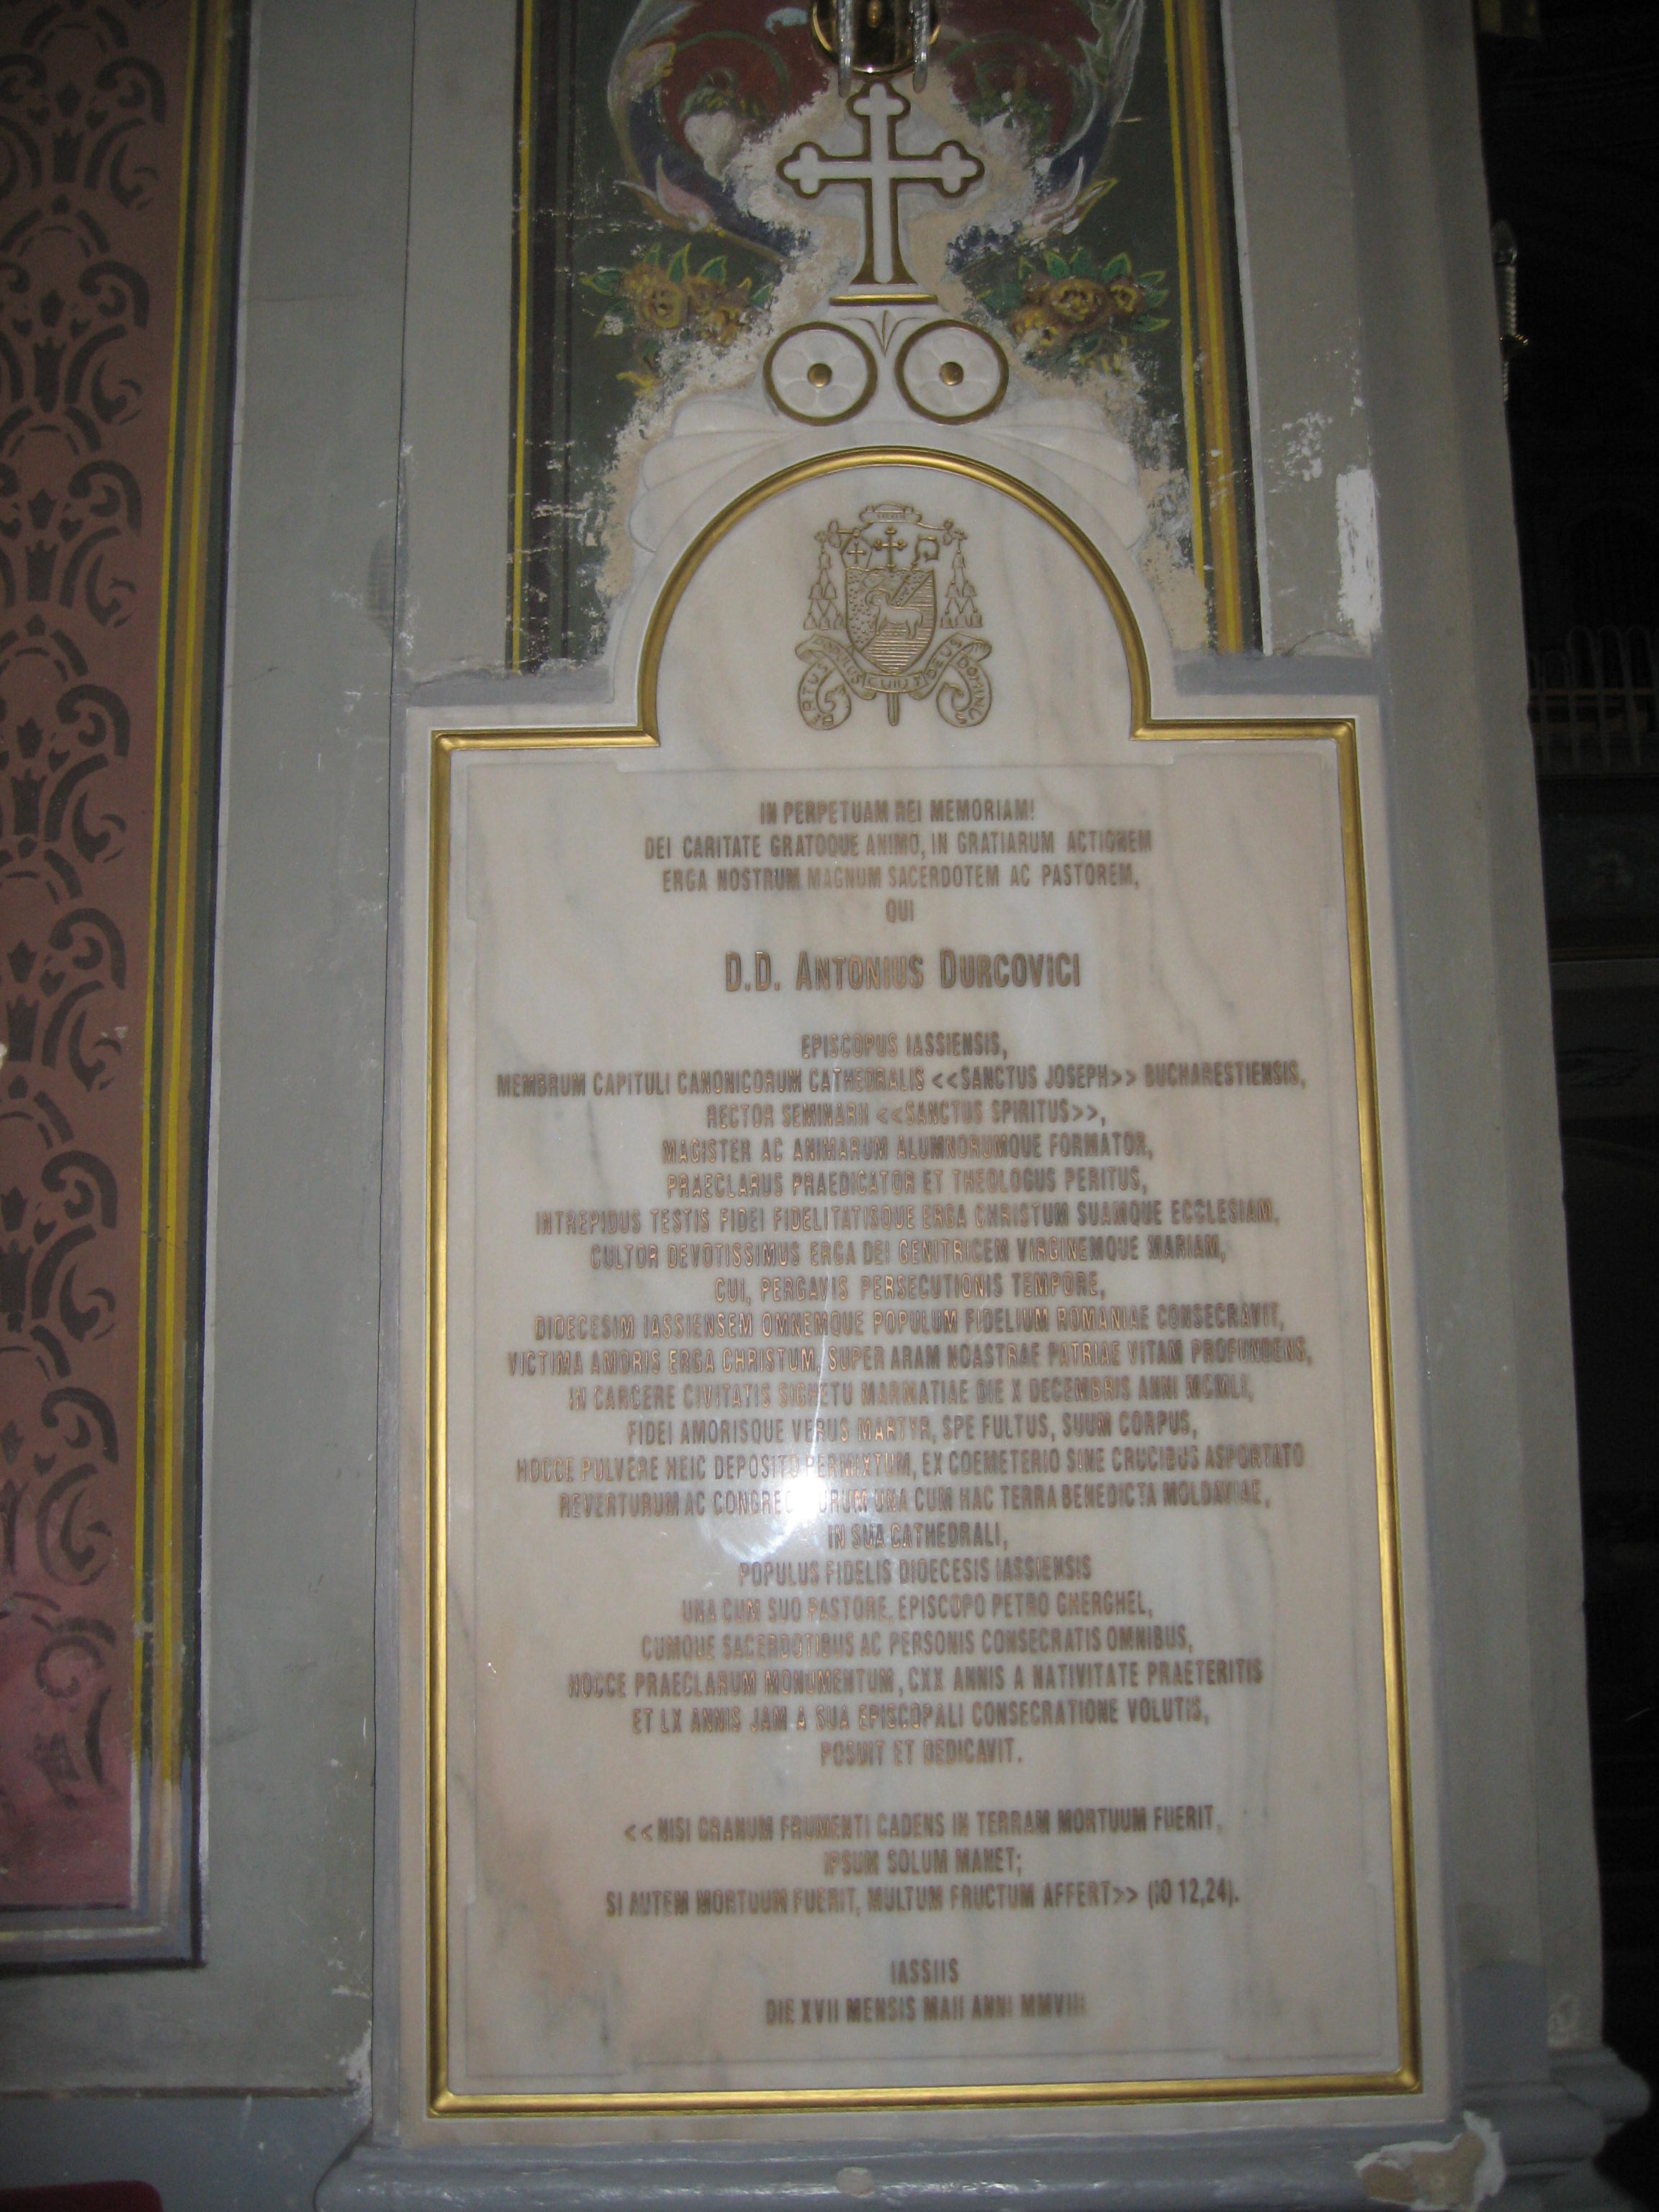 BERTUS VILLUS CUIUS DEUS DOMINUS
IN PERPETUAM REI MEMORIAM!
DEI CARITATE GRATOQUE ANIMO, IN GRATIARUM ACTIONEM
ERGA NOSTRUM MAGNUM SACERDOTEM AC PASTOREM,
QUI
D.D. ANTONIUS DURCOVICI
EPISCOPUS IASSIENSIS,
MEMBRUM CAPITULI CANONICORUM CATHEDRALIS <<SANCTUS JOSEPH>> BUCHARESTIENSIS,
RECTOR SEMINARII <<SANCTUS SPIRITUS>>,
MAGISTER AC ANIMARUM ALUMNORUMQUE FORMATOR,
PRAECLARUS PRAEDICATOR ET THEOLOGUS PERITUS,
INTREPIDUS TESTIS FIDEI FIDELITATISQUE ERGA CHRISTUM SUAMQUE ECCLESIAM,
CULTOR DEVOTISSIMUS ERGA DEI GENITRICEM VIRGINEMQUE MARIAM,
CUI, PERGAVIS PERSECUTIONIS TEMPORE,
DIOECESIM IASSIENSEM OMNEMQUE POPULUM FIDELIUM ROMANIAE CONSECRAVIT,
VICTIMA AMORIS ERGA CHRISTUM, SUPER ARAM NOASTRAE PATRIAE VITAM PROFUNDENS,
IN CARCERE CIVITATIS SIGHETU MARMATIAE DIE X DECEMBRIS ANNI MCMLI,
FIDEI AMORISQUE VERUS MARTYR, SPE FULTUS, SUUM CORPUS,
HOCCE PULVERE HEIC DEPOSITO PERMIXTUM, EX COEMETERIO SINE CRUCIBUS ASPORTATO
REVERTURUM AC UNA CUM HAC TERRA BENEDICTA MOLDAVIAE,
IN SUA CATHEDRALI,
POPULUS FIDELIS DIOECESIS IASSIENSIS
UNA CUM SUO PASTORE, EPISCOPO PETRO GHERGHEL,
CUMQUE SACERDOTIBUS AC PERSONIS CONSECRATIS OMNIBUS,
HOCCE PRAECLARUM MONUMENTUM, CXX ANNIS A NATIVITATE PRAETERITIS
ET LX ANNIS JAM A SUA EPISCOPALI CONSECRATIONE VOLUTIS,
POSUIT ET DEDICAVIT.
<<NISI GRANUM FRUMENTI CADENS IN TERRAM MORTUUM FUERIT,
IPSUM SOLUM MANET;
SI AUTEM MORTUUM FUERIT, MULTUM FRUCTUM AFFERT>> (IO 12,24).
IASSIIS
DIE XVII MENSIS MAII ANNI MMVIII